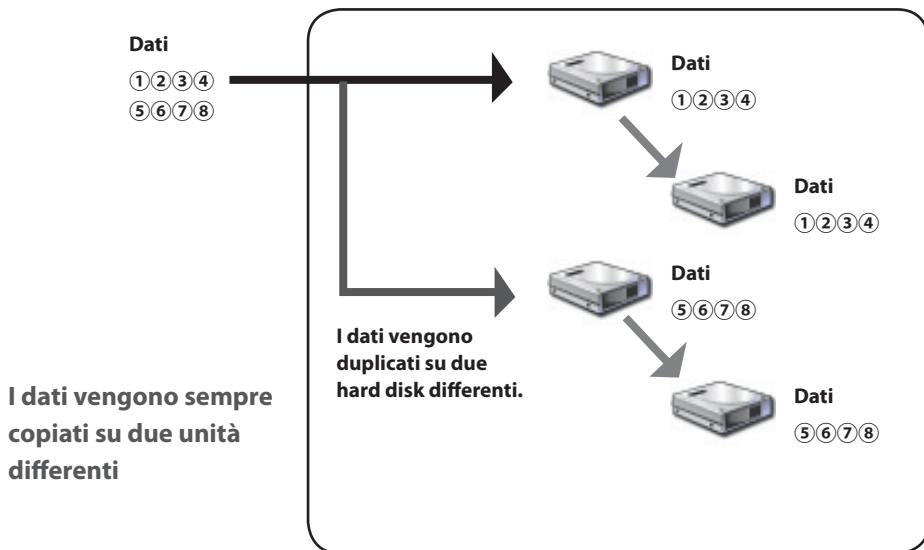 Dati
①②③④
⑤⑥⑦⑧
Dati
①②③④
Dati
①②③④
Dati
⑤⑥⑦⑧
I dati vengono
duplicati su due
hard disk differenti.
Dati
⑤⑥⑦⑧
I dati vengono sempre
copiati su due unità
differenti